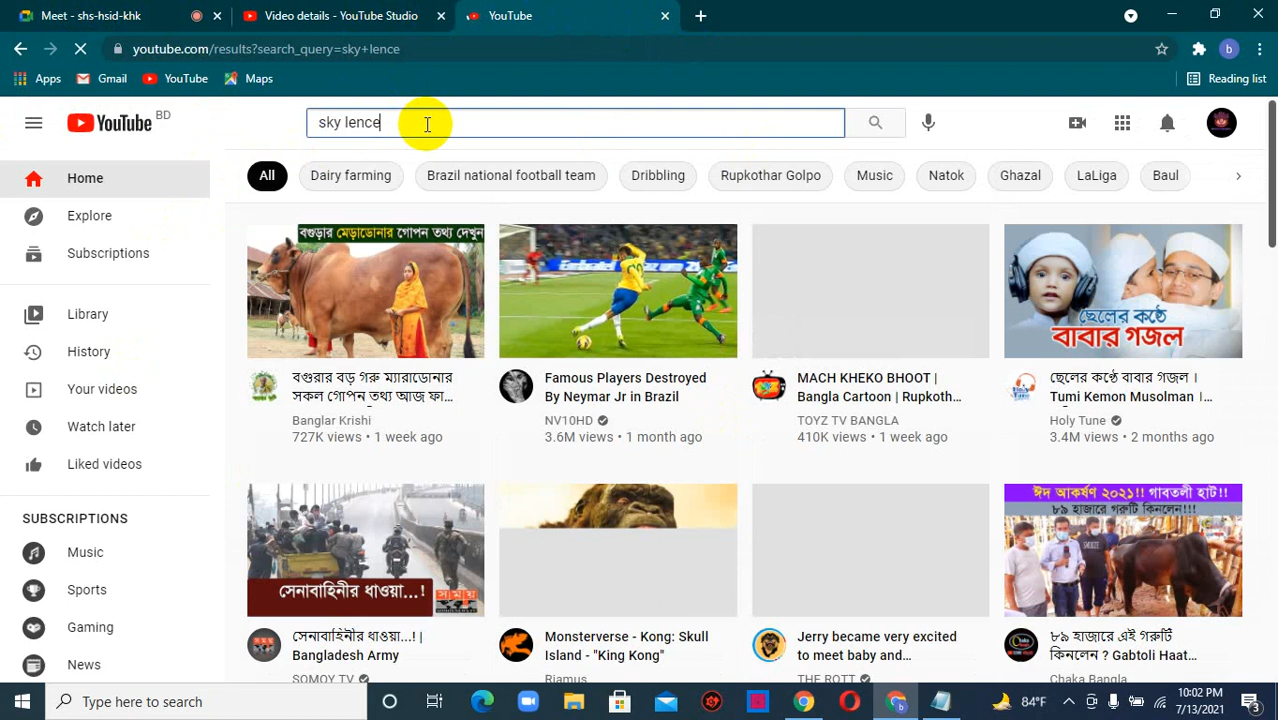 Meet - shs-hsid-khk
Video details - YouTube Studio
YouTube
youtube.com/results?search_query=sky+lence
Apps
Gmail
YouTube
Maps
Reading list
YouTube BD
sky lence
Home
Explore
Subscriptions
Library
History
Your videos
Watch later
Liked videos
SUBSCRIPTIONS
Music
Sports
Gaming
News
All
Dairy farming
Brazil national football team
Dribbling
Rupkothar Golpo
Music
Natok
Ghazal
LaLiga
Baul
বগুড়ার মেড়াডোনার গোপন তথ্য দেখুন
ছেলের কণ্ঠে
বাবার গজল
বগুরার বড় গরু ম্যারাডোনার
সকল গোপন তথ্য আজ ফা...
Banglar Krishi
727K views • 1 week ago
Famous Players Destroyed
By Neymar Jr in Brazil
NV10HD
3.6M views • 1 month ago
MACH KHEKO BHOOT |
Bangla Cartoon | Rupkoth...
TOYZ TV BANGLA
410K views • 1 week ago
ছেলের কণ্ঠে বাবার গজল ।
Tumi Kemon Musolman ।...
Holy Tune
3.4M views • 2 months ago
সেনাবাহিনীর ধাওয়া...!
সময়
ঈদ আকর্ষণ ২০২১!! গাবতলী হাট!!
৮৯ হাজারে গরুটি কিনলেন!!!
সেনাবাহিনীর ধাওয়া...! |
Bangladesh Army
SOMOY TV
Monsterverse - Kong: Skull
Island - "King Kong"
Riamus
Jerry became very excited
to meet baby and...
THE ROTT
৮৯ হাজারে এই গরুটি
কিনলেন ? Gabtoli Haat...
Chaka Bangla
Type here to search
84°F
10:02 PM
7/13/2021
3